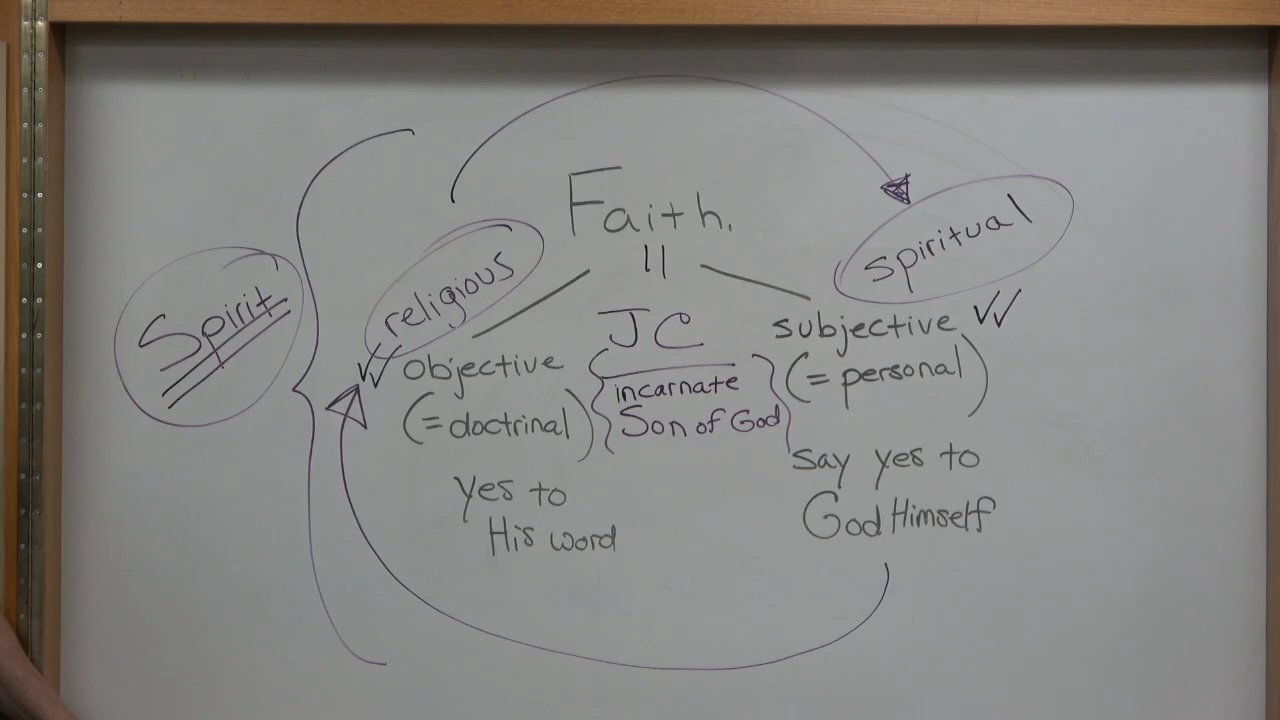 Faith.
||
religious
spiritual
Spirit
JC
incarnate
Son of God
objective
(= doctrinal)
yes to
His word
subjective
(= personal)
say yes to
God Himself